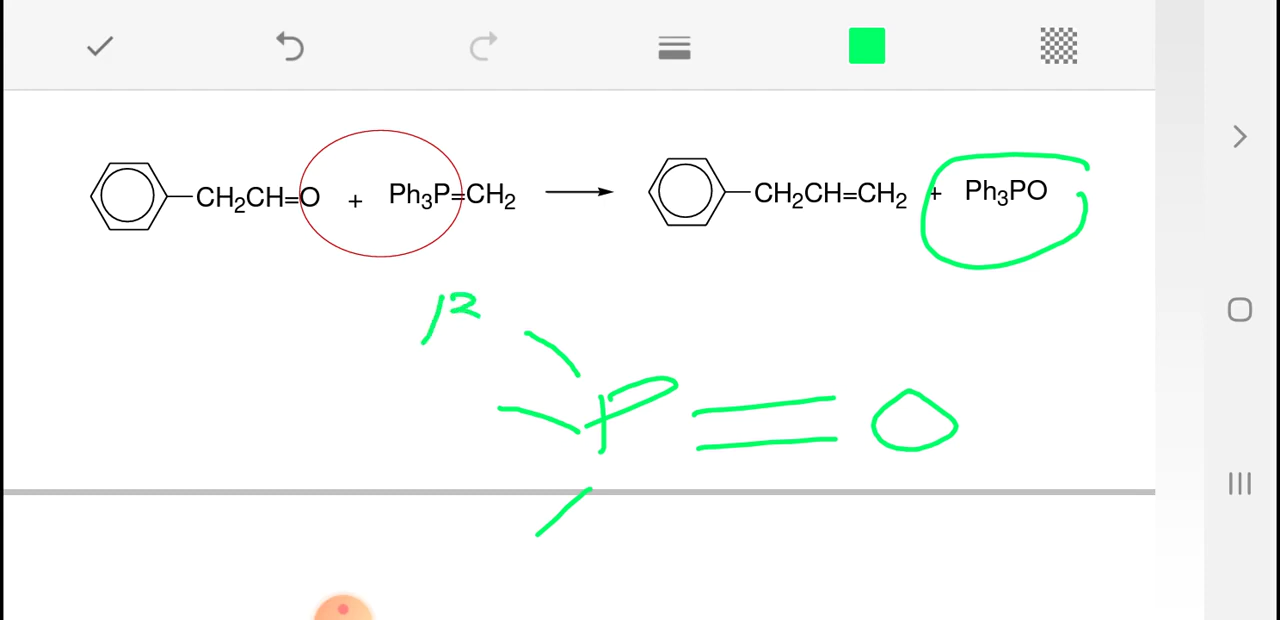 CH₂CH=O + Ph₃P=CH₂ CH₂CH=CH₂ + Ph₃PO
P=O